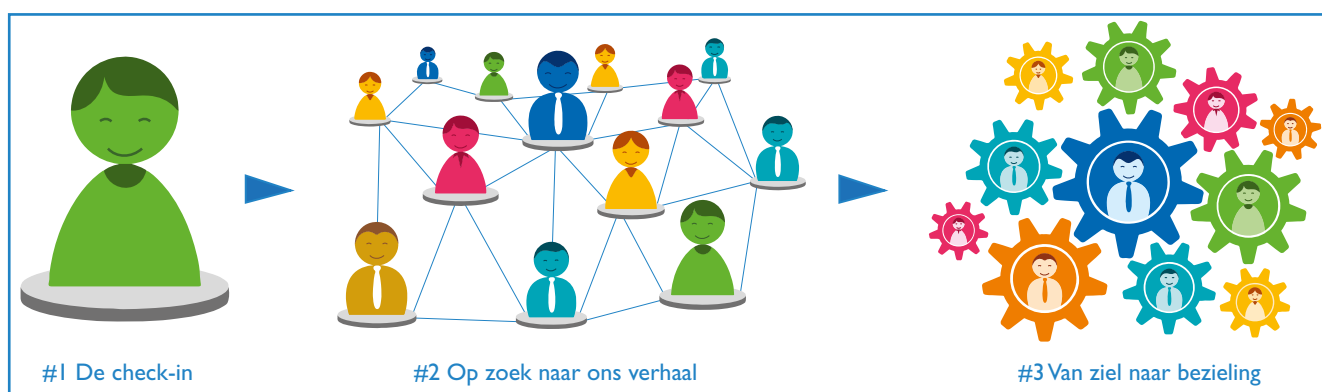 #1 De check-in
#2 Op zoek naar ons verhaal
#3 Van ziel naar bezieling